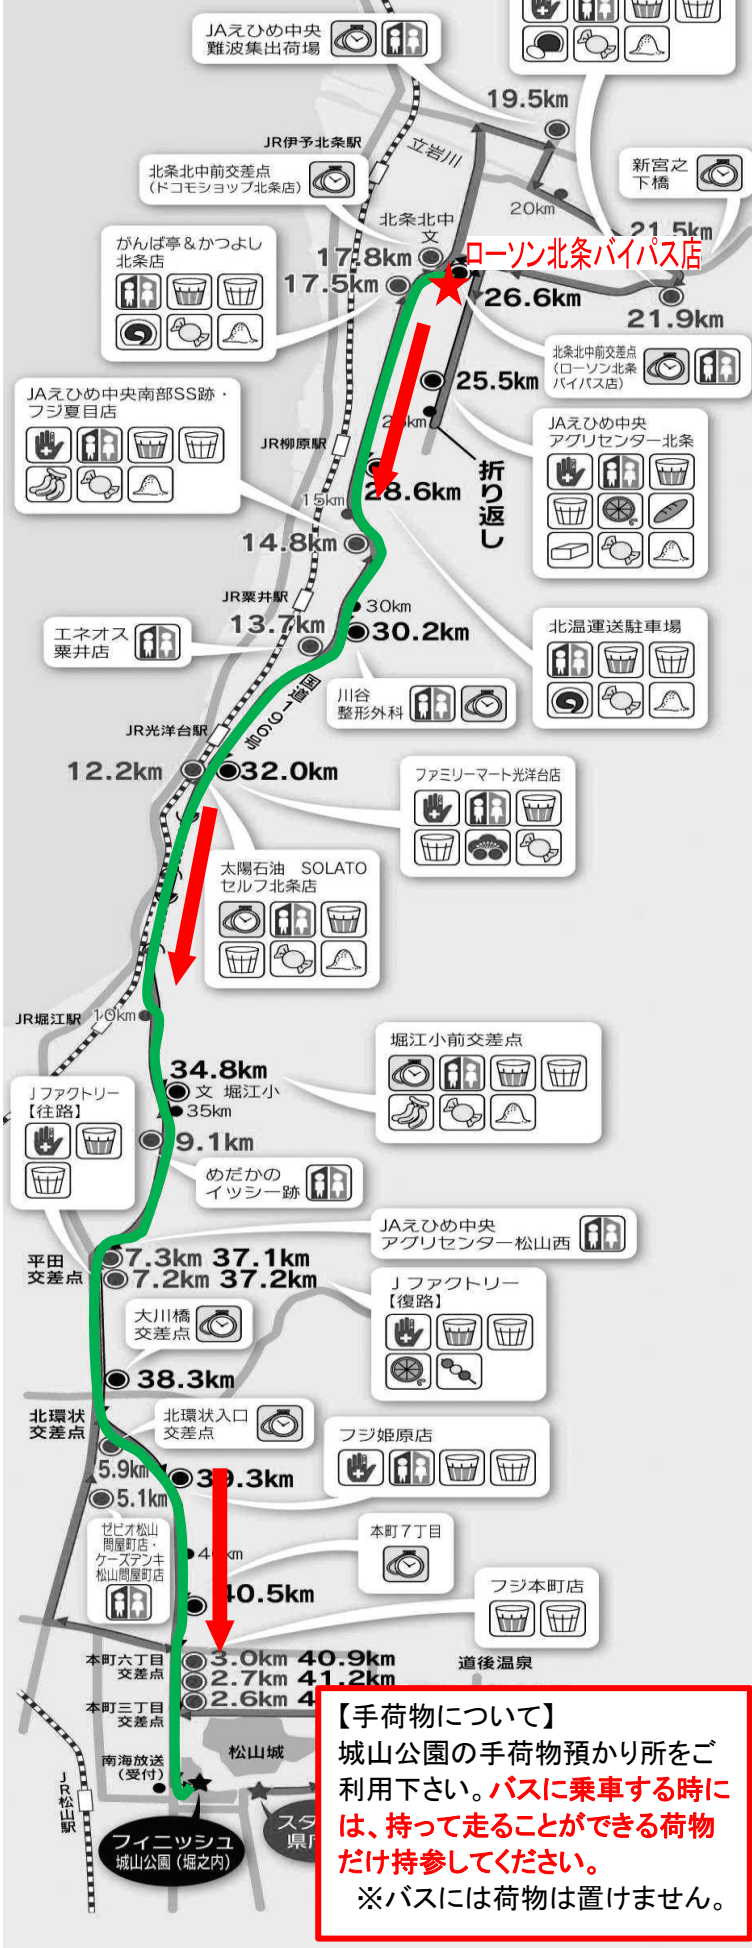 JAえひめ中央
難波集出荷場
19.5km
JR伊予北条駅
立岩川
北条北中前交差点
（ドコモショップ北条店）
新宮之
下橋
20km
北条北中
文
21.5km
がんば亭＆かつよし
北条店
17.8km
ローソン北条バイパス店
17.5km
26.6km
21.9km
北条北中前交差点
（ローソン北条
バイパス店）
25.5km
JAえひめ中央南部SS跡・
フジ夏目店
JAえひめ中央
アグリセンター北条
JR柳原駅
折り返し
28.6km
15km
14.8km
JR粟井駅
30km
13.7km
30.2km
エネオス
粟井店
北温運送駐車場
国道196号
川谷
整形外科
JR光洋台駅
12.2km
32.0km
ファミリーマート光洋台店
太陽石油　SOLATO
セルフ北条店
JR堀江駅
10km
堀江小前交差点
34.8km
文 堀江小
35km
Jファクトリー
【往路】
9.1km
めだかの
イッシー跡
JAえひめ中央
アグリセンター松山西
平田
交差点
7.3km 37.1km
7.2km 37.2km
Jファクトリー
【復路】
大川橋
交差点
38.3km
北環状
交差点
北環状入口
交差点
フジ姫原店
5.9km
39.3km
5.1km
ゼビオ松山
問屋町店・
ケーズデンキ
松山問屋町店
本町7丁目
40.5km
フジ本町店
本町六丁目
交差点
3.0km 40.9km
2.7km 41.2km
2.6km 4
道後温泉
本町三丁目
交差点
松山城
南海放送
（受付）
JR松山駅
フィニッシュ
城山公園（堀之内）
スタ
県庁
【手荷物について】
城山公園の手荷物預かり所をご
利用下さい。バスに乗車する時に
は、持って走ることができる荷物
だけ持参してください。
※バスには荷物は置けません。